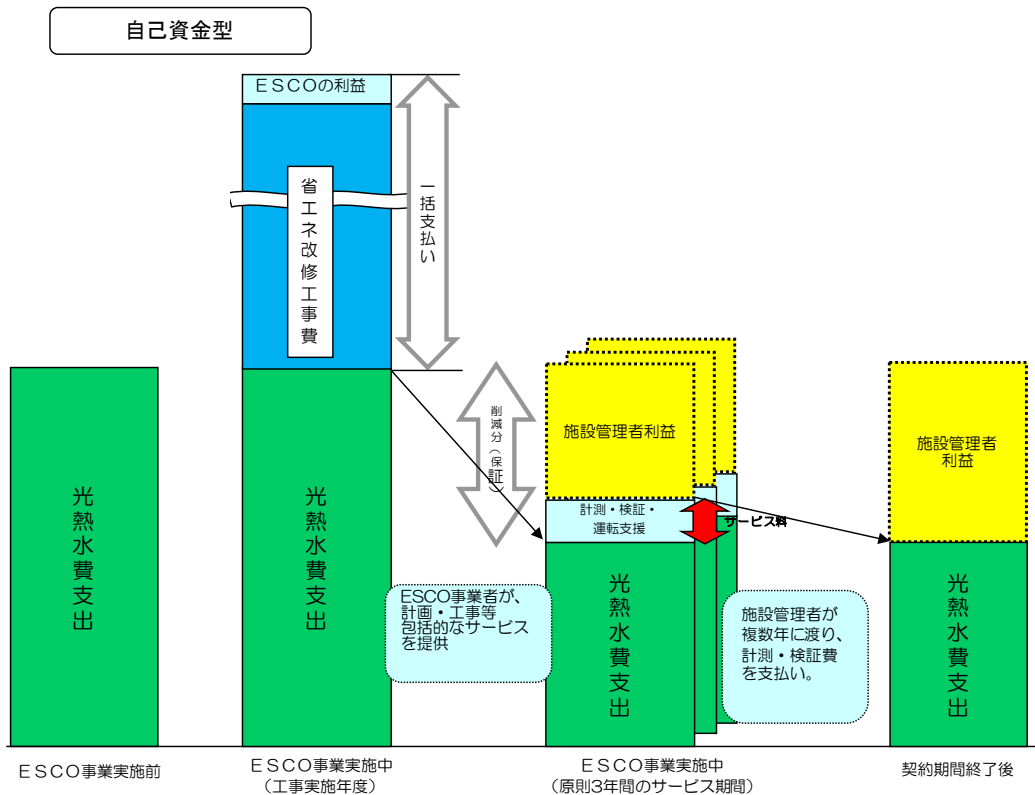 自己資金型
ESCOの利益
省エネ改修工事費
一括支払い
光熱水費支出
光熱水費支出
削減分（保証）
施設管理者利益
計測・検証・
運転支援
サービス料
光熱水費支出
施設管理者
利益
光熱水費支出
ESCO事業者が、
計画・工事等
包括的なサービス
を提供
施設管理者が
複数年に渡り、
計測・検証費
を支払い。
ESCO事業実施前
ESCO事業実施中
（工事実施年度）
ESCO事業実施中
（原則3年間のサービス期間）
契約期間終了後